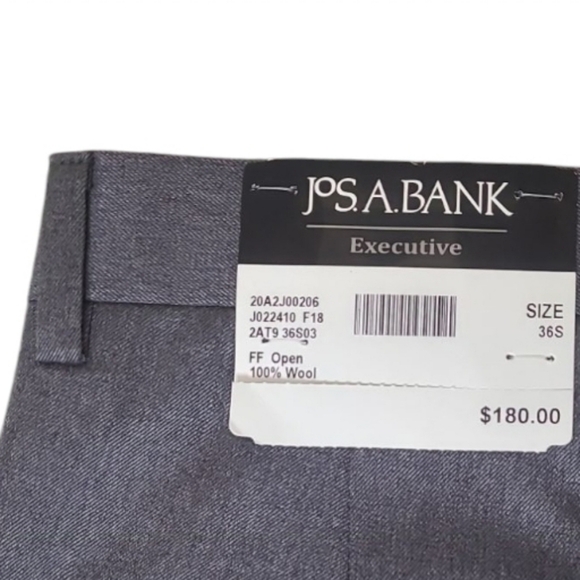 JOS. A. BANK
Executive
20A2J00206
J022410 F18
2AT9 36S03
FF Open
100% Wool
SIZE
36S
$180.00